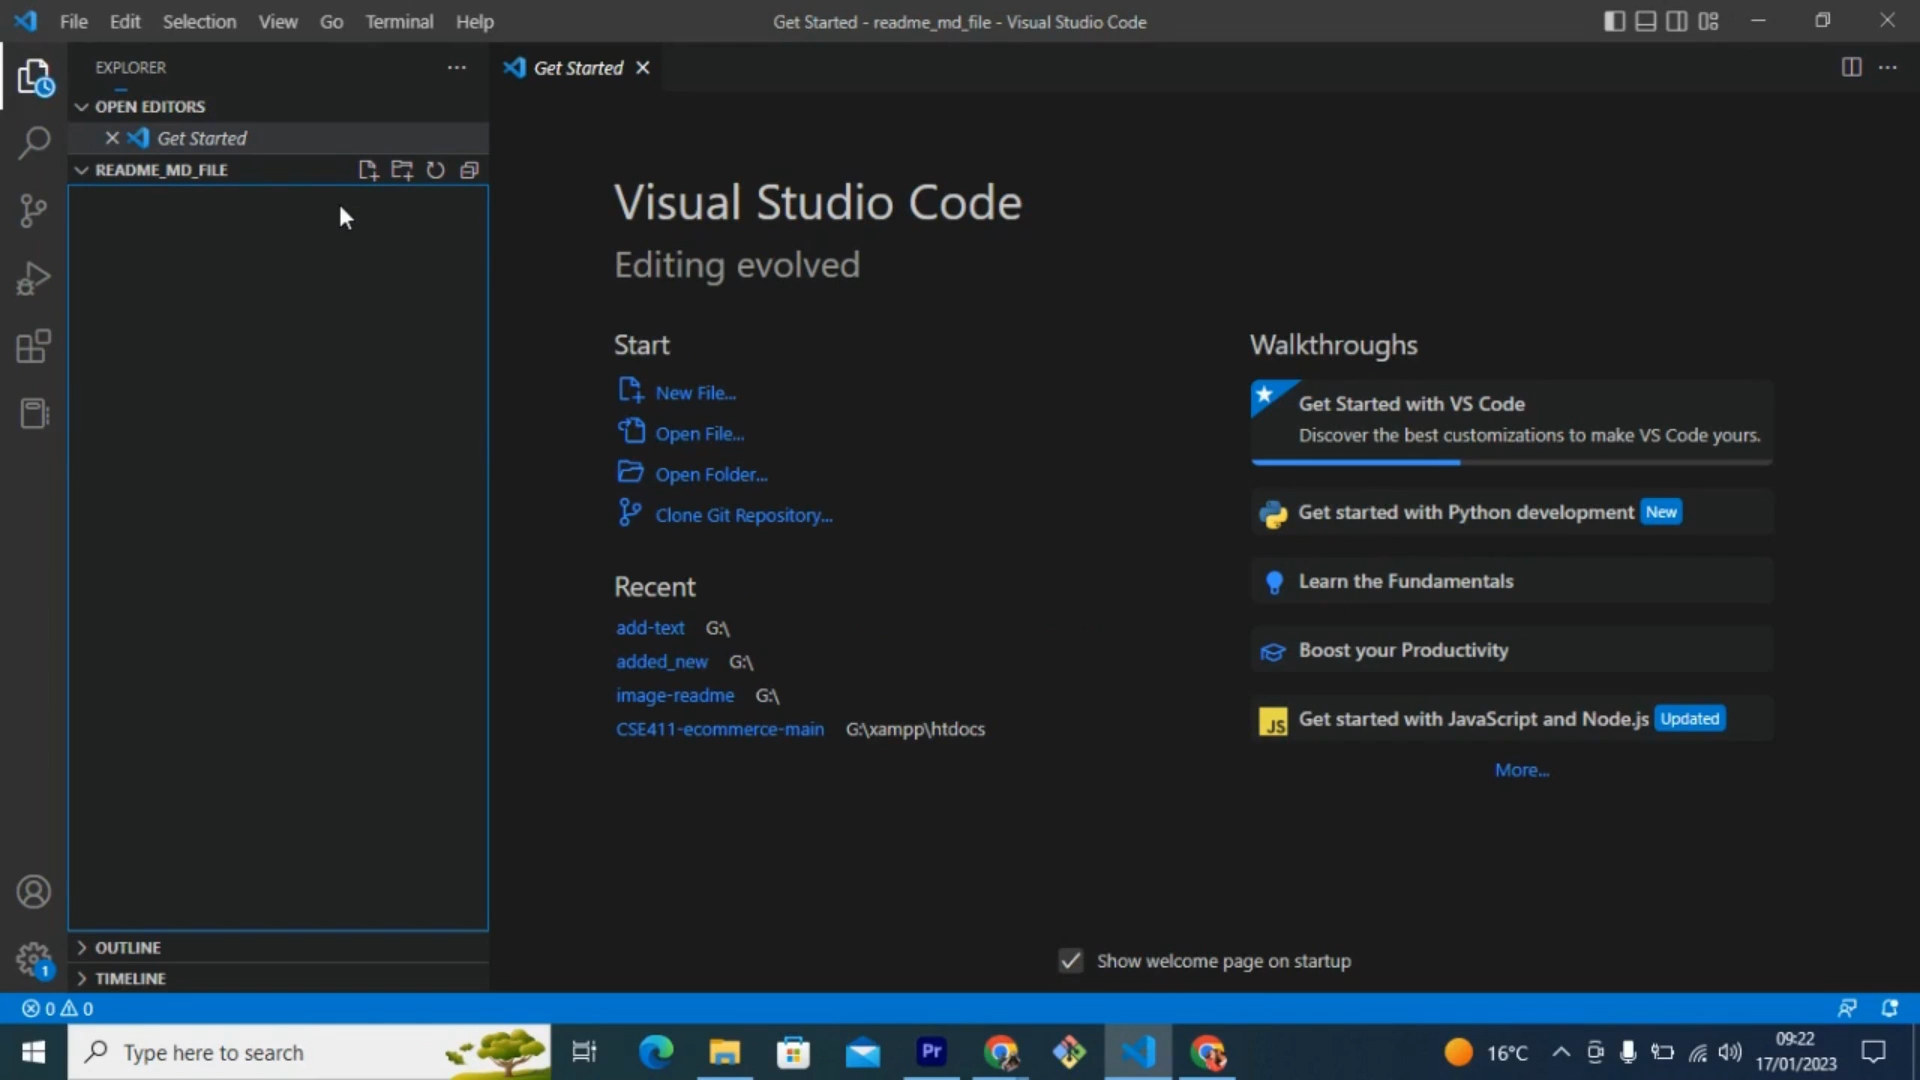 File Edit Selection View Go Terminal Help
Get Started - readme_md_file - Visual Studio Code
EXPLORER
Get Started
OPEN EDITORS
Get Started
README_MD_FILE
Visual Studio Code
Editing evolved
Start
New File...
Open File...
Open Folder...
Clone Git Repository...
Recent
add-text G:\
added_new G:\
image-readme G:\
CSE411-ecommerce-main G:\xampp\htdocs
Walkthroughs
Get Started with VS Code
Discover the best customizations to make VS Code yours.
Get started with Python development New
Learn the Fundamentals
Boost your Productivity
JS Get started with JavaScript and Node.js Updated
More...
Show welcome page on startup
OUTLINE
TIMELINE
1
0 0
Type here to search
Pr
16°C
09:22
17/01/2023